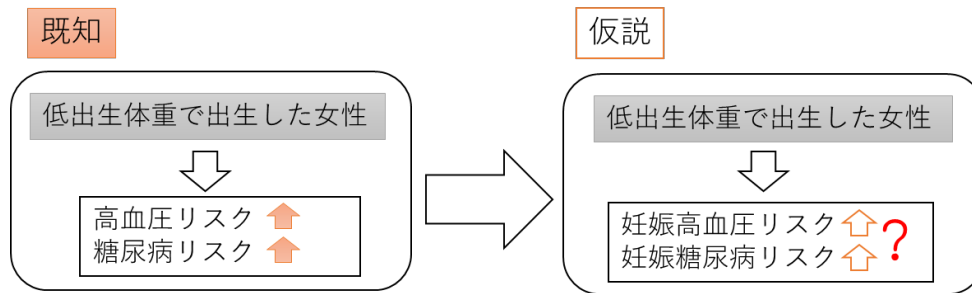 既知
低出生体重で出生した女性
高血圧リスク
糖尿病リスク
仮説
低出生体重で出生した女性
妊娠高血圧リスク
妊娠糖尿病リスク
?